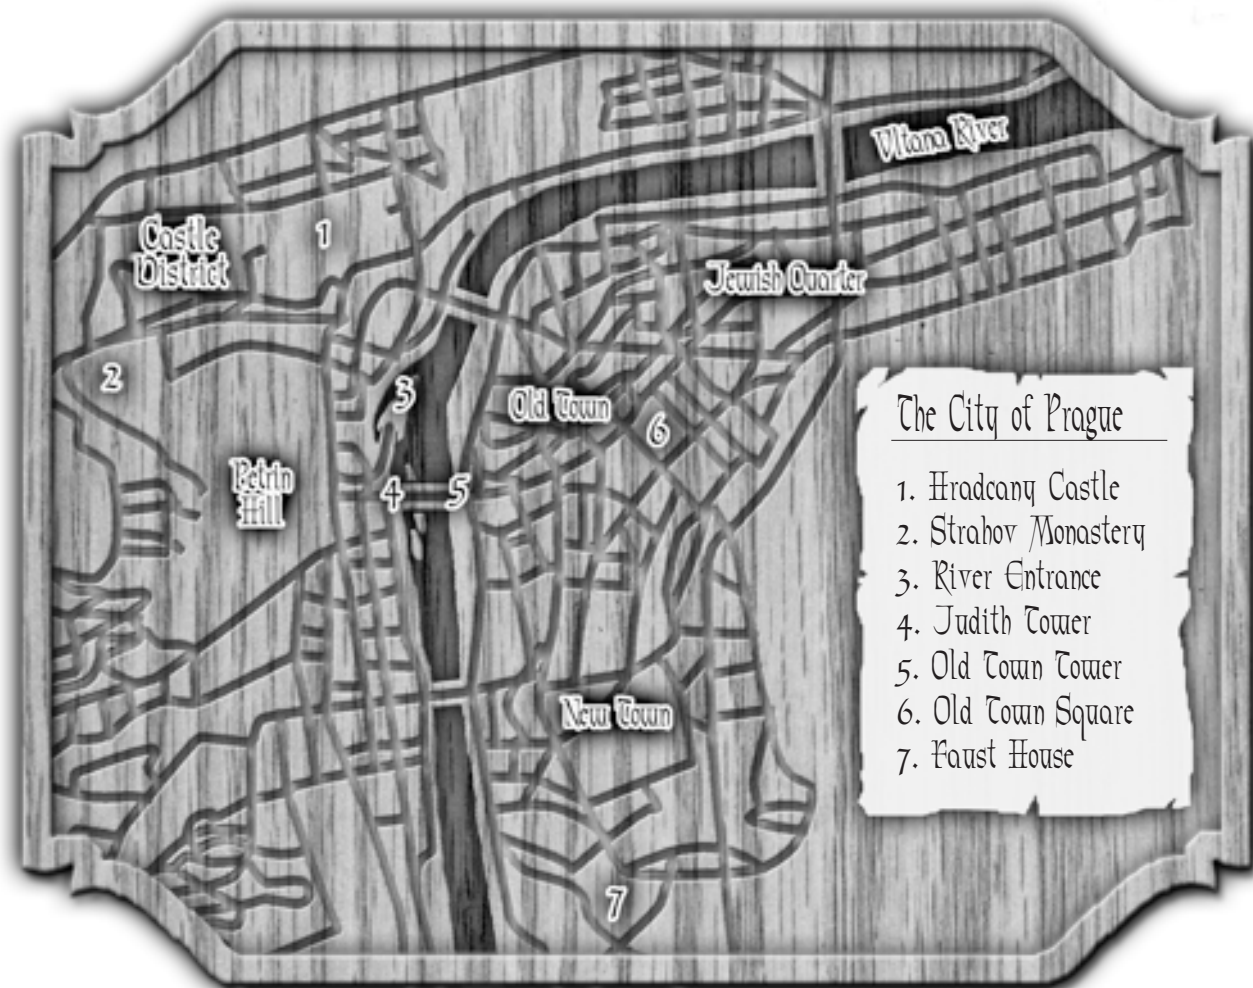 Vltana River
Castle
District
1
Jewish Quarter
2
3
Old Town
6
Petrin
Hill
4
5
New Town
7
The City of Prague
1. Hradcany Castle
2. Strahov Monastery
3. River Entrance
4. Judith Tower
5. Old Town Tower
6. Old Town Square
7. Faust House